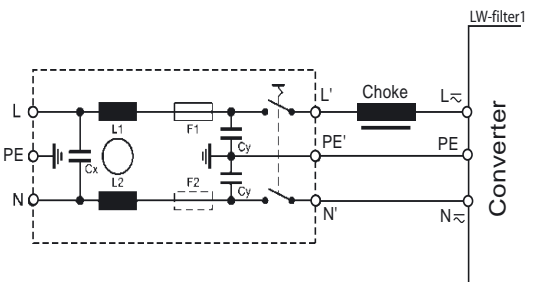 LW-filter1
L
L1
F1
L'
Choke
L≂
PE
Cx
Cy
PE'
PE
N
L2
F2
Cy
N'
N≂
Converter